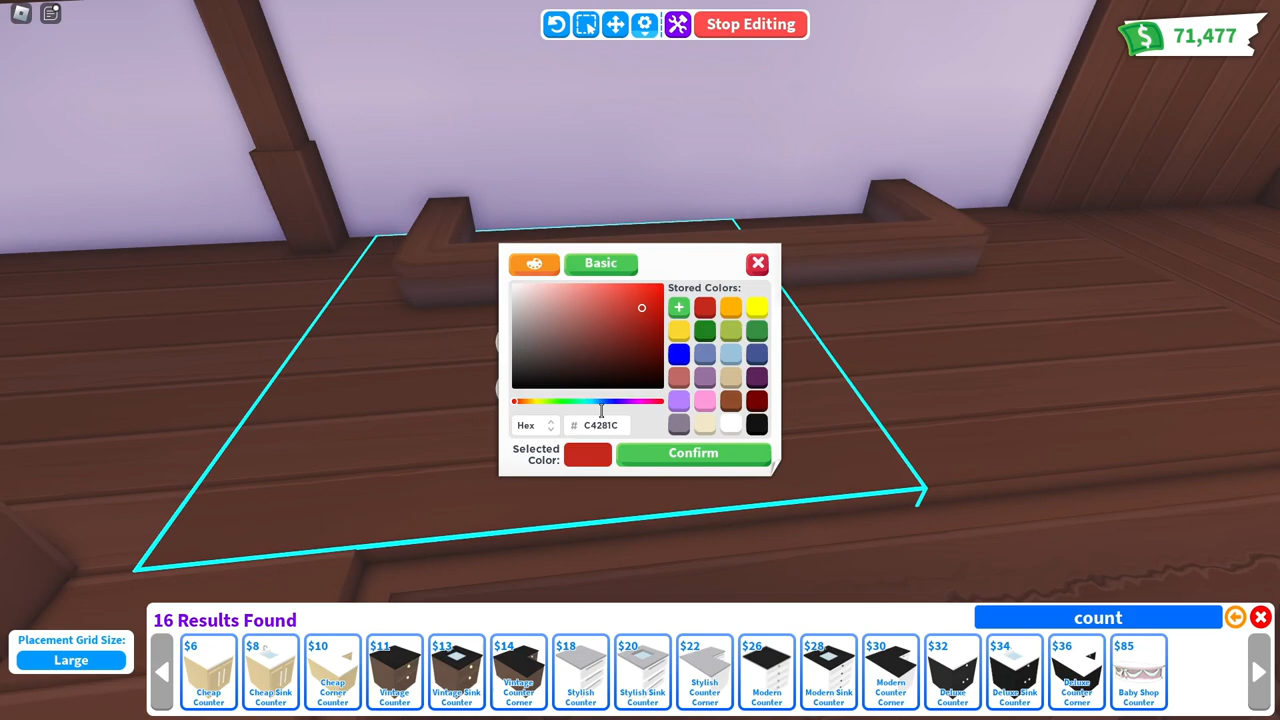 Stop Editing
$ 71,477
Basic
Stored Colors:
+
Hex
# C4281C
Selected
Color:
Confirm
16 Results Found
count
Placement Grid Size:
Large
$6
Cheap
Counter
$8
Cheap Sink
Counter
$10
Cheap
Corner
Counter
$11
Vintage
Counter
$13
Vintage Sink
Counter
$14
Vintage
Counter
Corner
$18
Stylish
Counter
$20
Stylish Sink
Counter
$22
Stylish
Counter
Corner
$26
Modern
Counter
$28
Modern Sink
Counter
$30
Modern
Counter
Corner
$32
Deluxe
Counter
$34
Deluxe Sink
Counter
$36
Deluxe
Counter
Corner
$85
Baby Shop
Counter